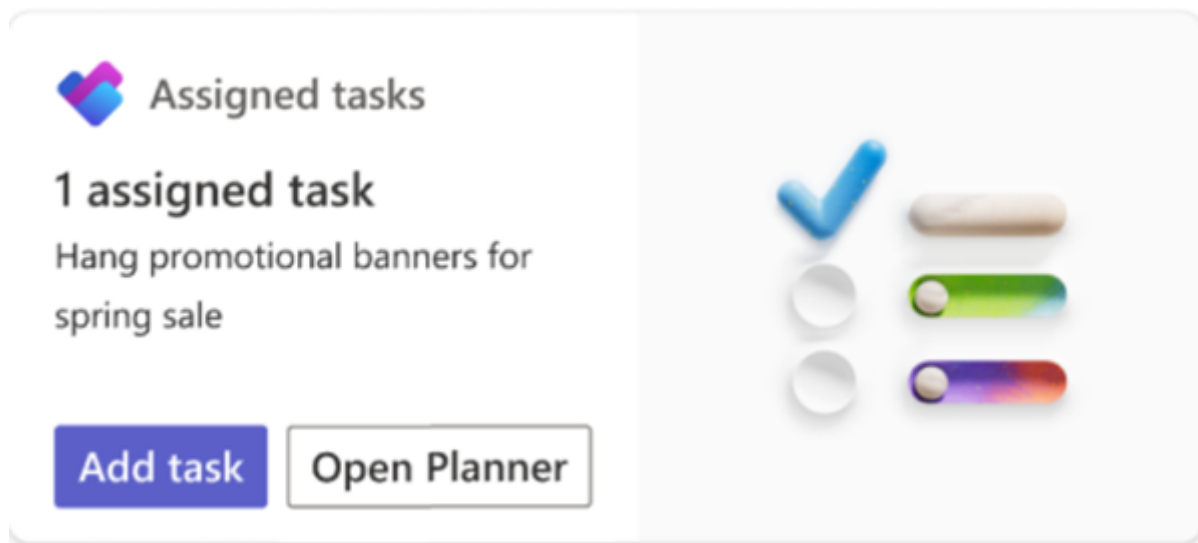 Assigned tasks
1 assigned task
Hang promotional banners for
spring sale
Add task
Open Planner